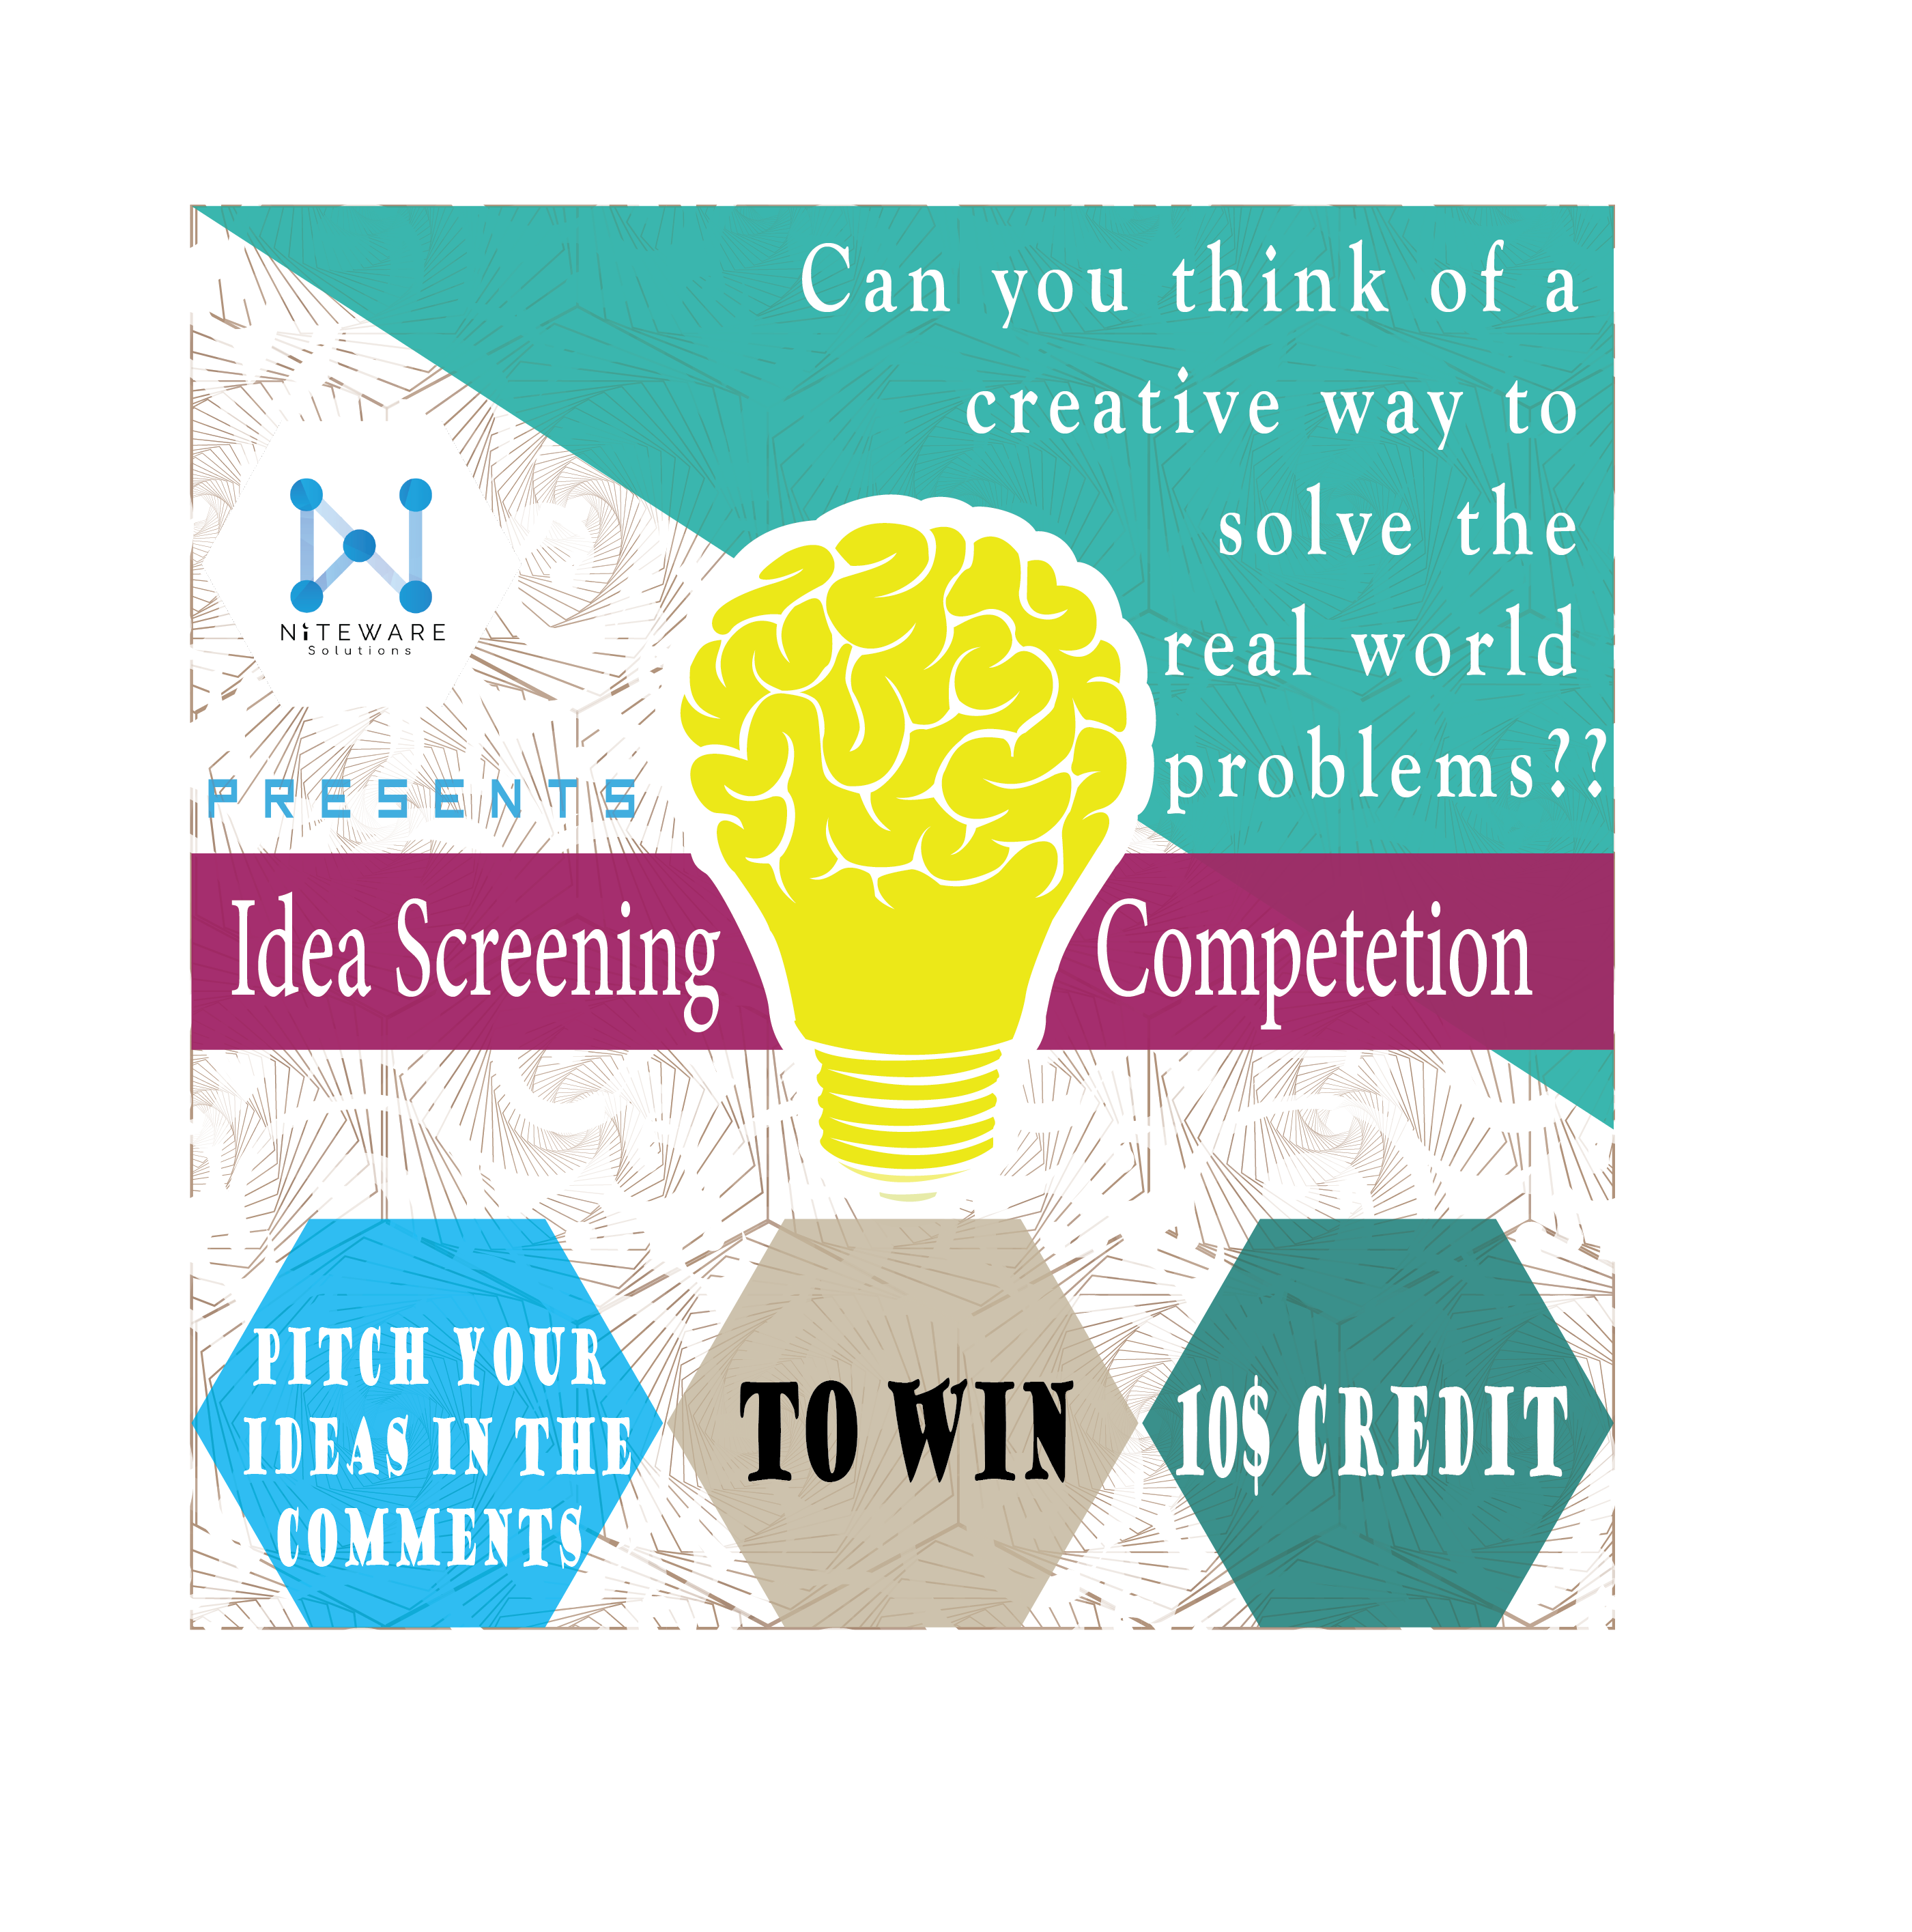 Can you think of a
creative way to
solve the
real world
problems??
NiTEWARE
Solutions
PRESENTS
Idea Screening Competetion
PITCH YOUR
IDEAS IN THE
COMMENTS
TO WIN
10$ CREDIT